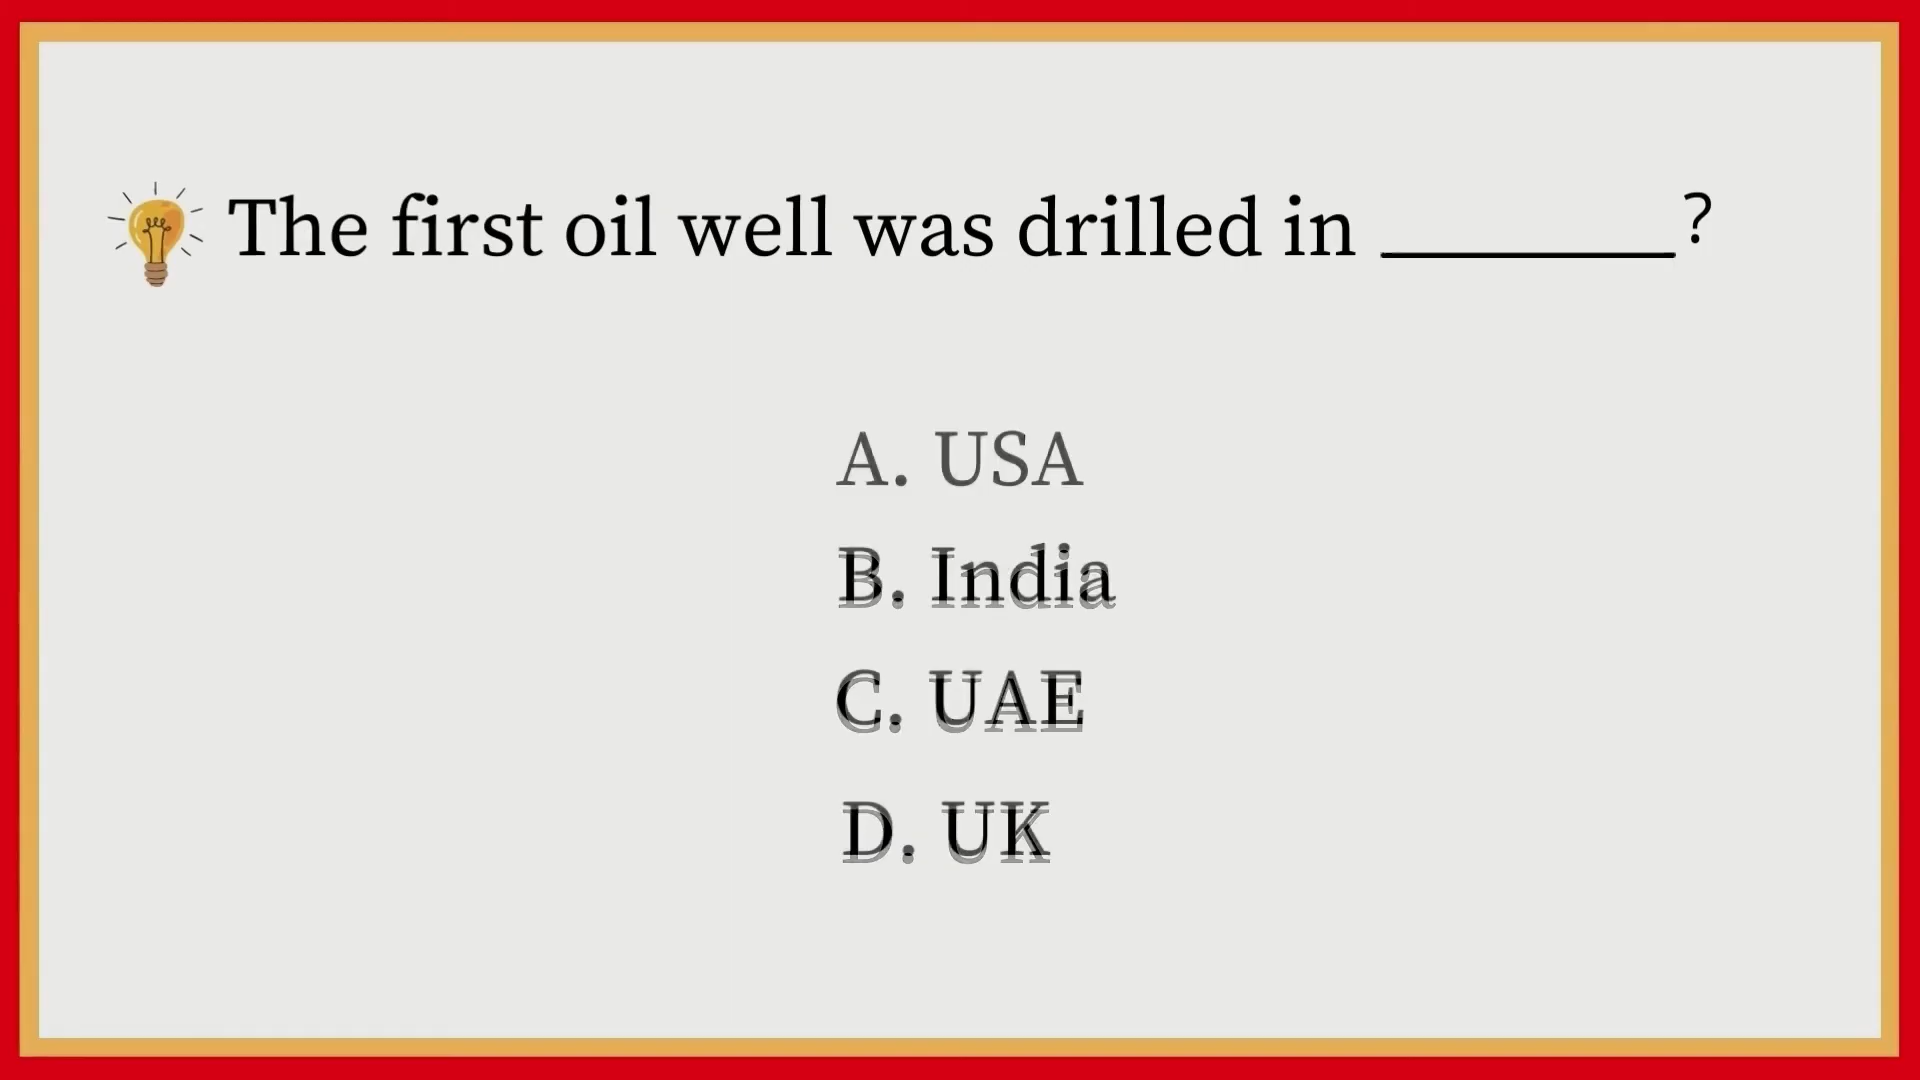 The first oil well was drilled in ________?
A. USA
B. India
C. UAE
D. UK